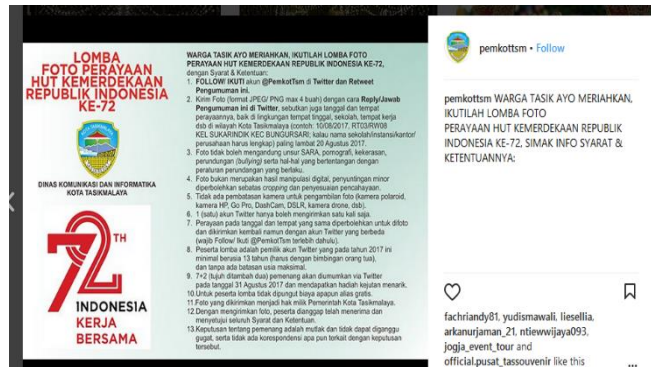 LOMBA
FOTO PERAYAAN
HUT KEMERDEKAAN
REPUBLIK INDONESIA
KE-72
DINAS KOMUNIKASI DAN INFORMATIKA
KOTA TASIKMALAYA
72 TH
INDONESIA
KERJA
BERSAMA
WARGA TASIK AYO MERIAHKAN, IKUTILAH LOMBA FOTO
PERAYAAN HUT KEMERDEKAAN REPUBLIK INDONESIA KE-72,
dengan Syarat & Ketentuan:
1. FOLLOW/ IKUTI akun @PemkotTsm di Twitter dan Retweet
Pengumuman ini.
2. Kirim Foto (format JPEG/ PNG max 4 buah) dengan cara Reply/Jawab
Pengumuman ini di Twitter, sebutkan juga tanggal dan tempat
perayaannya, baik di lingkungan tempat tinggal, sekolah, tempat kerja
dsb di wilayah Kota Tasikmalaya (contoh: 10/08/2017, RT03/RW08
KEL SUKARINDIK KEC BUNGURSARI; kalau nama sekolah/instansi/kantor/
perusahaan harus lengkap) paling lambat 20 Agustus 2017.
3. Foto tidak boleh mengandung unsur SARA, pornografi, kekerasan,
perundungan (bullying) serta hal-hal yang bertentangan dengan
peraturan perundangan yang berlaku.
4. Foto bukan merupakan hasil manipulasi digital, penyuntingan minor
diperbolehkan sebatas cropping dan penyesuaian pencahayaan.
5. Tidak ada pembatasan kamera untuk pengambilan foto (kamera polaroid,
kamera HP, Go Pro, DashCam, DSLR, kamera drone, dsb).
6. 1 (satu) akun Twitter hanya boleh mengirimkan satu kali saja.
7. Perayaan pada tanggal dan tempat yang sama diperbolehkan untuk difoto
dan dikirimkan kembali namun dengan akun Twitter yang berbeda
(wajib Follow/ Ikuti @PemkotTsm terlebih dahulu).
8. Peserta lomba adalah pemilik akun Twitter yang pada tahun 2017 ini
minimal berusia 13 tahun (harus dengan bimbingan orang tua),
dan tanpa ada batasan usia maksimal.
9. 7+2 (tujuh ditambah dua) pemenang akan diumumkan via Twitter
pada tanggal 31 Agustus 2017 dan mendapatkan hadiah kejutan menarik.
10.Untuk peserta lomba tidak dipungut biaya apapun alias gratis.
11.Foto yang dikirimkan menjadi hak milik Pemerintah Kota Tasikmalaya.
12.Dengan mengirimkan foto, peserta dianggap telah menerima dan
menyetujui seluruh Syarat dan Ketentuan.
13.Keputusan tentang pemenang adalah mutlak dan tidak dapat diganggu
gugat, serta tidak ada korespondensi apa pun terkait dengan keputusan
tersebut.
pemkottsm • Follow
pemkottsm WARGA TASIK AYO MERIAHKAN,
IKUTILAH LOMBA FOTO
PERAYAAN HUT KEMERDEKAAN REPUBLIK
INDONESIA KE-72, SIMAK INFO SYARAT &
KETENTUANNYA:
fachriandy81, yudismawali, liesellia,
arkanurjaman_21, ntiewwijaya093,
jogja_event_tour and
official.pusat_tassouvenir like this